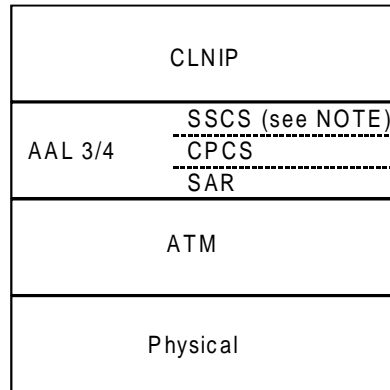 CLNIP
SSCS (see NOTE)
AAL 3/4 CPCS
SAR
ATM
Physical